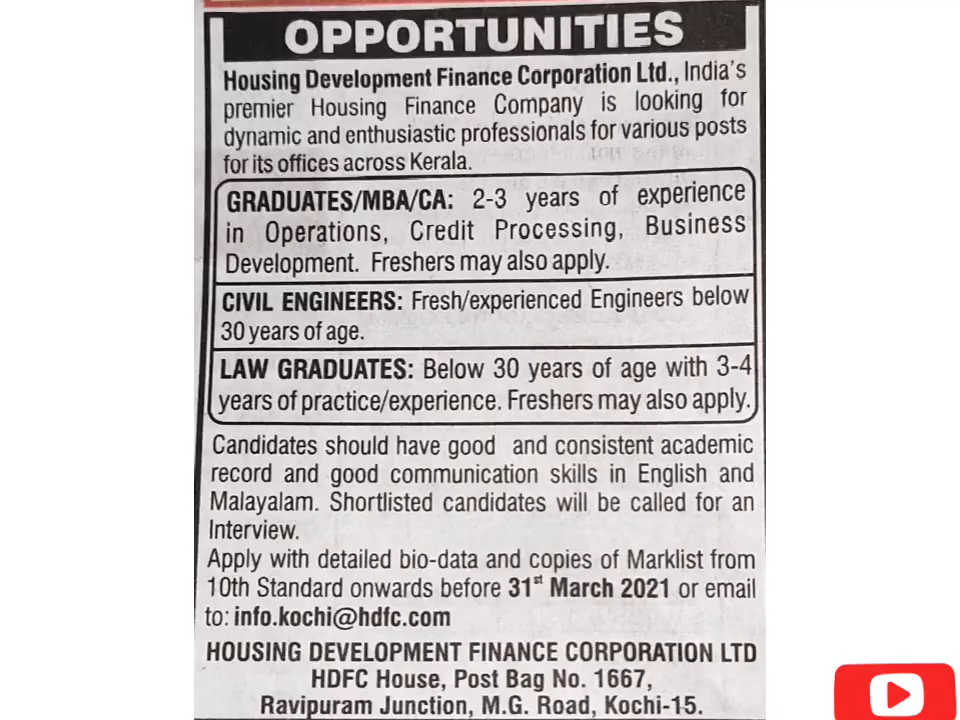 OPPORTUNITIES
Housing Development Finance Corporation Ltd., India's
premier Housing Finance Company is looking for
dynamic and enthusiastic professionals for various posts
for its offices across Kerala.
GRADUATES/MBA/CA: 2-3 years of experience
in Operations, Credit Processing, Business
Development. Freshers may also apply.
CIVIL ENGINEERS: Fresh/experienced Engineers below
30 years of age.
LAW GRADUATES: Below 30 years of age with 3-4
years of practice/experience. Freshers may also apply.
Candidates should have good and consistent academic
record and good communication skills in English and
Malayalam. Shortlisted candidates will be called for an
Interview.
Apply with detailed bio-data and copies of Marklist from
10th Standard onwards before 31st March 2021 or email
to: info.kochi@hdfc.com
HOUSING DEVELOPMENT FINANCE CORPORATION LTD
HDFC House, Post Bag No. 1667,
Ravipuram Junction, M.G. Road, Kochi-15.